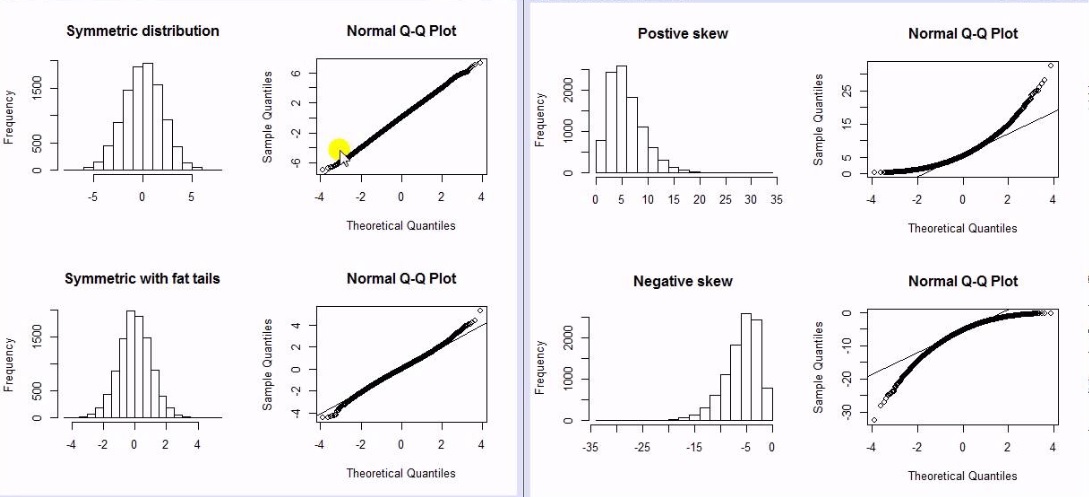 Symmetric distribution
Normal Q-Q Plot
Frequency
0 500 1500
-5 0 5
Sample Quantiles
-6 -2 2 6
-4 -2 0 2 4
Theoretical Quantiles
Postive skew
Normal Q-Q Plot
Frequency
0 1000 2000
0 5 10 15 20 25 30 35
Sample Quantiles
0 5 15 25
-4 -2 0 2 4
Theoretical Quantiles
Symmetric with fat tails
Normal Q-Q Plot
Frequency
0 500 1500
-4 -2 0 2 4
Sample Quantiles
-4 -2 0 2 4
-4 -2 0 2 4
Theoretical Quantiles
Negative skew
Normal Q-Q Plot
Frequency
0 1000 2000
-35 -25 -15 -5 0
Sample Quantiles
-30 -20 -10 0
-4 -2 0 2 4
Theoretical Quantiles